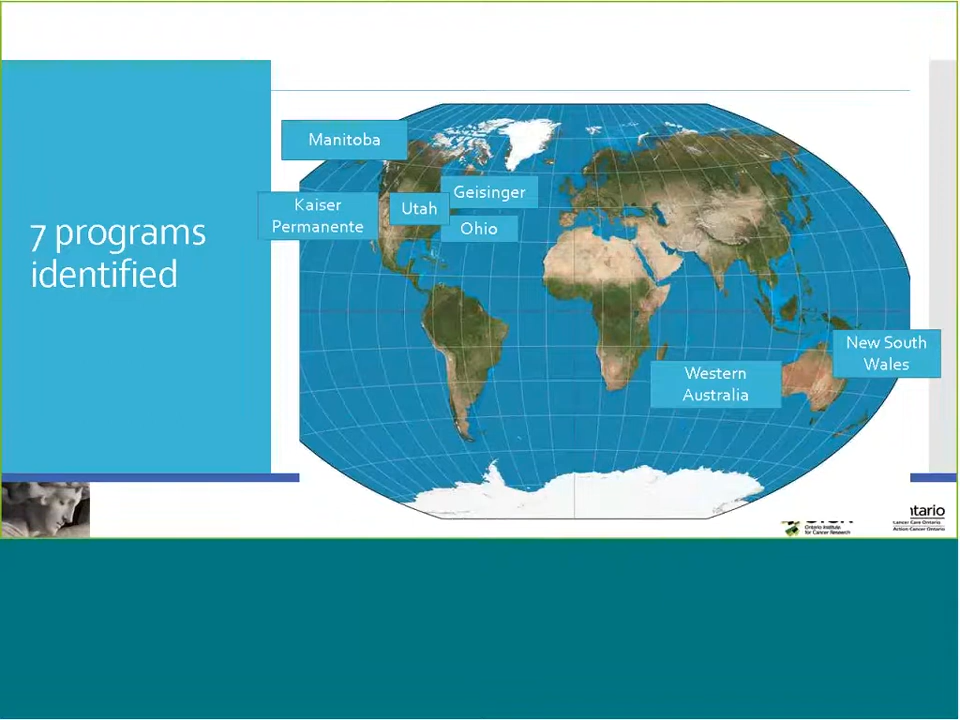 7 programs
identified
Manitoba
Kaiser
Permanente
Utah
Geisinger
Ohio
New South
Wales
Western
Australia
Ontario Institute
for Cancer Research
ntario
Cancer Care Ontario
Action Cancer Ontario